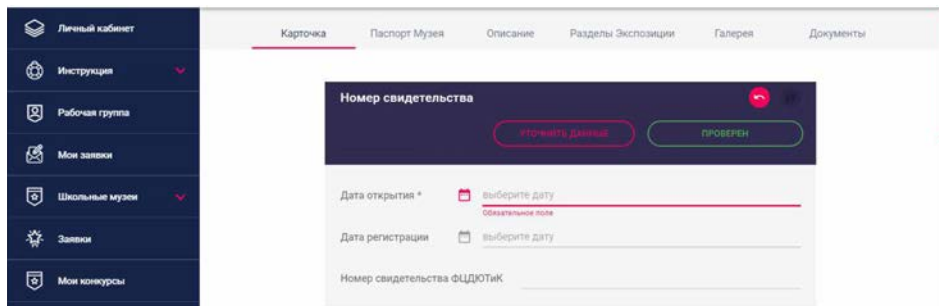 Личный кабинет
Инструкция
Рабочая группа
Мои заявки
Школьные музеи
Заявки
Мои конкурсы
Карточка Паспорт Музея Описание Разделы Экспозиции Галерея Документы
Номер свидетельства
УТОЧНИТЬ ДАННЫЕ ПРОВЕРЕН
Дата открытия * выберите дату
Обязательное поле
Дата регистрации выберите дату
Номер свидетельства ФЦДЮТиК